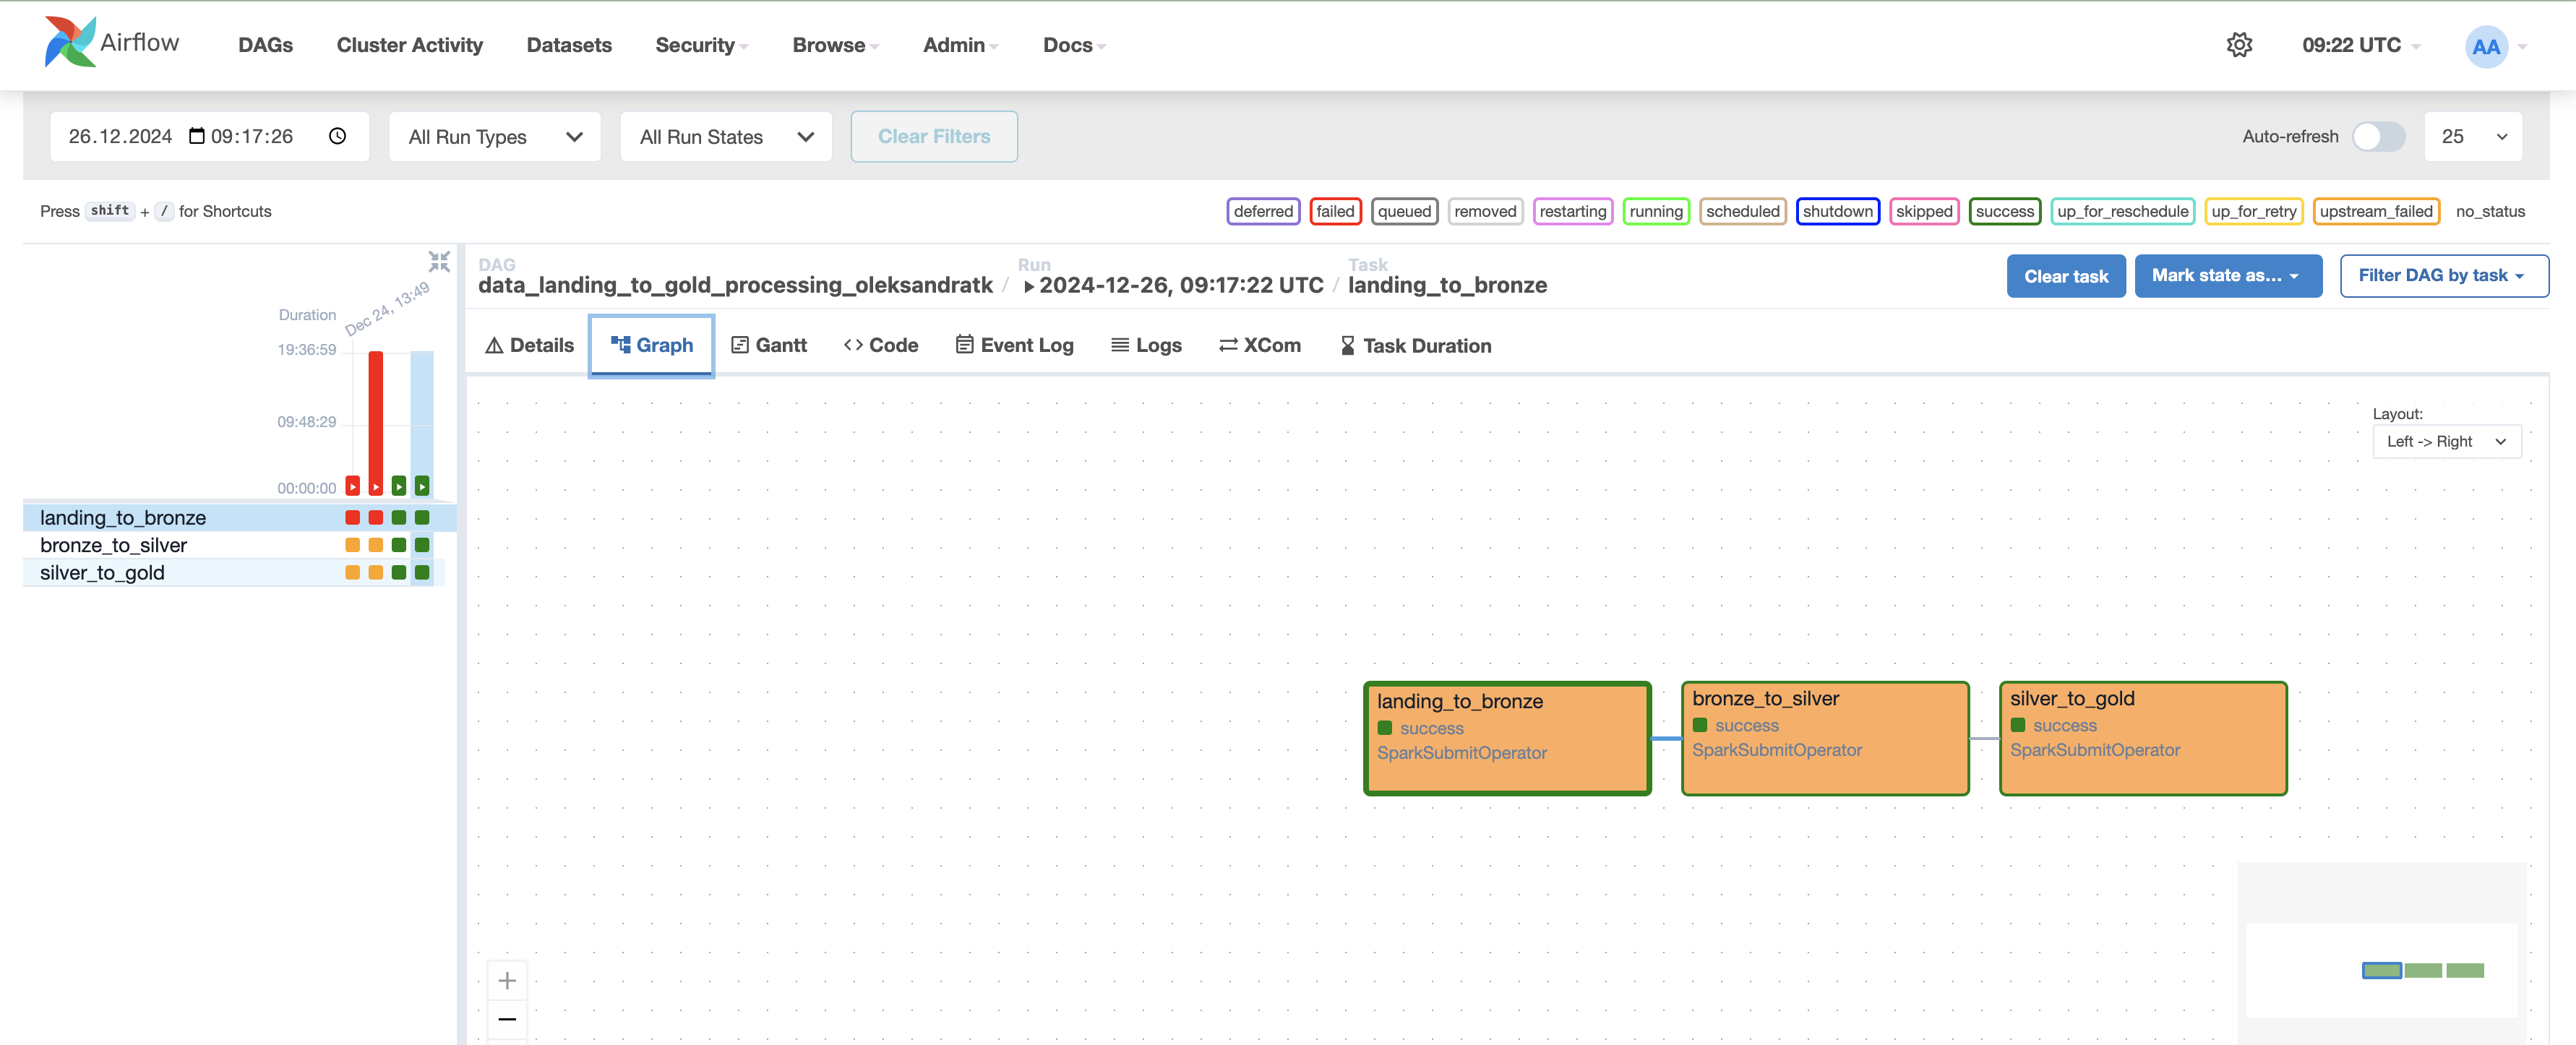 Airflow DAGs Cluster Activity Datasets Security Browse Admin Docs 09:22 UTC AA
26.12.2024 09:17:26 All Run Types All Run States Clear Filters Auto-refresh 25
Press shift + / for Shortcuts
deferred failed queued removed restarting running scheduled shutdown skipped success up_for_reschedule up_for_retry upstream_failed no_status
Duration
Dec 24, 13:49
19:36:59
09:48:29
00:00:00
landing_to_bronze
bronze_to_silver
silver_to_gold
DAG Run Task
data_landing_to_gold_processing_oleksandratk / 2024-12-26, 09:17:22 UTC / landing_to_bronze
Clear task Mark state as... Filter DAG by task
Details Graph Gantt Code Event Log Logs XCom Task Duration
Layout:
Left -> Right
landing_to_bronze
success
SparkSubmitOperator
bronze_to_silver
success
SparkSubmitOperator
silver_to_gold
success
SparkSubmitOperator